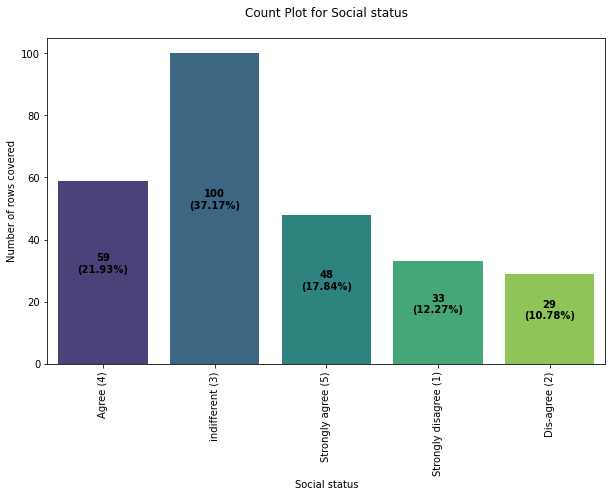 Count Plot for Social status
Number of rows covered
100
80
60
40
20
0
59
(21.93%)
100
(37.17%)
48
(17.84%)
33
(12.27%)
29
(10.78%)
Agree (4)
indifferent (3)
Strongly agree (5)
Strongly disagree (1)
Dis-agree (2)
Social status